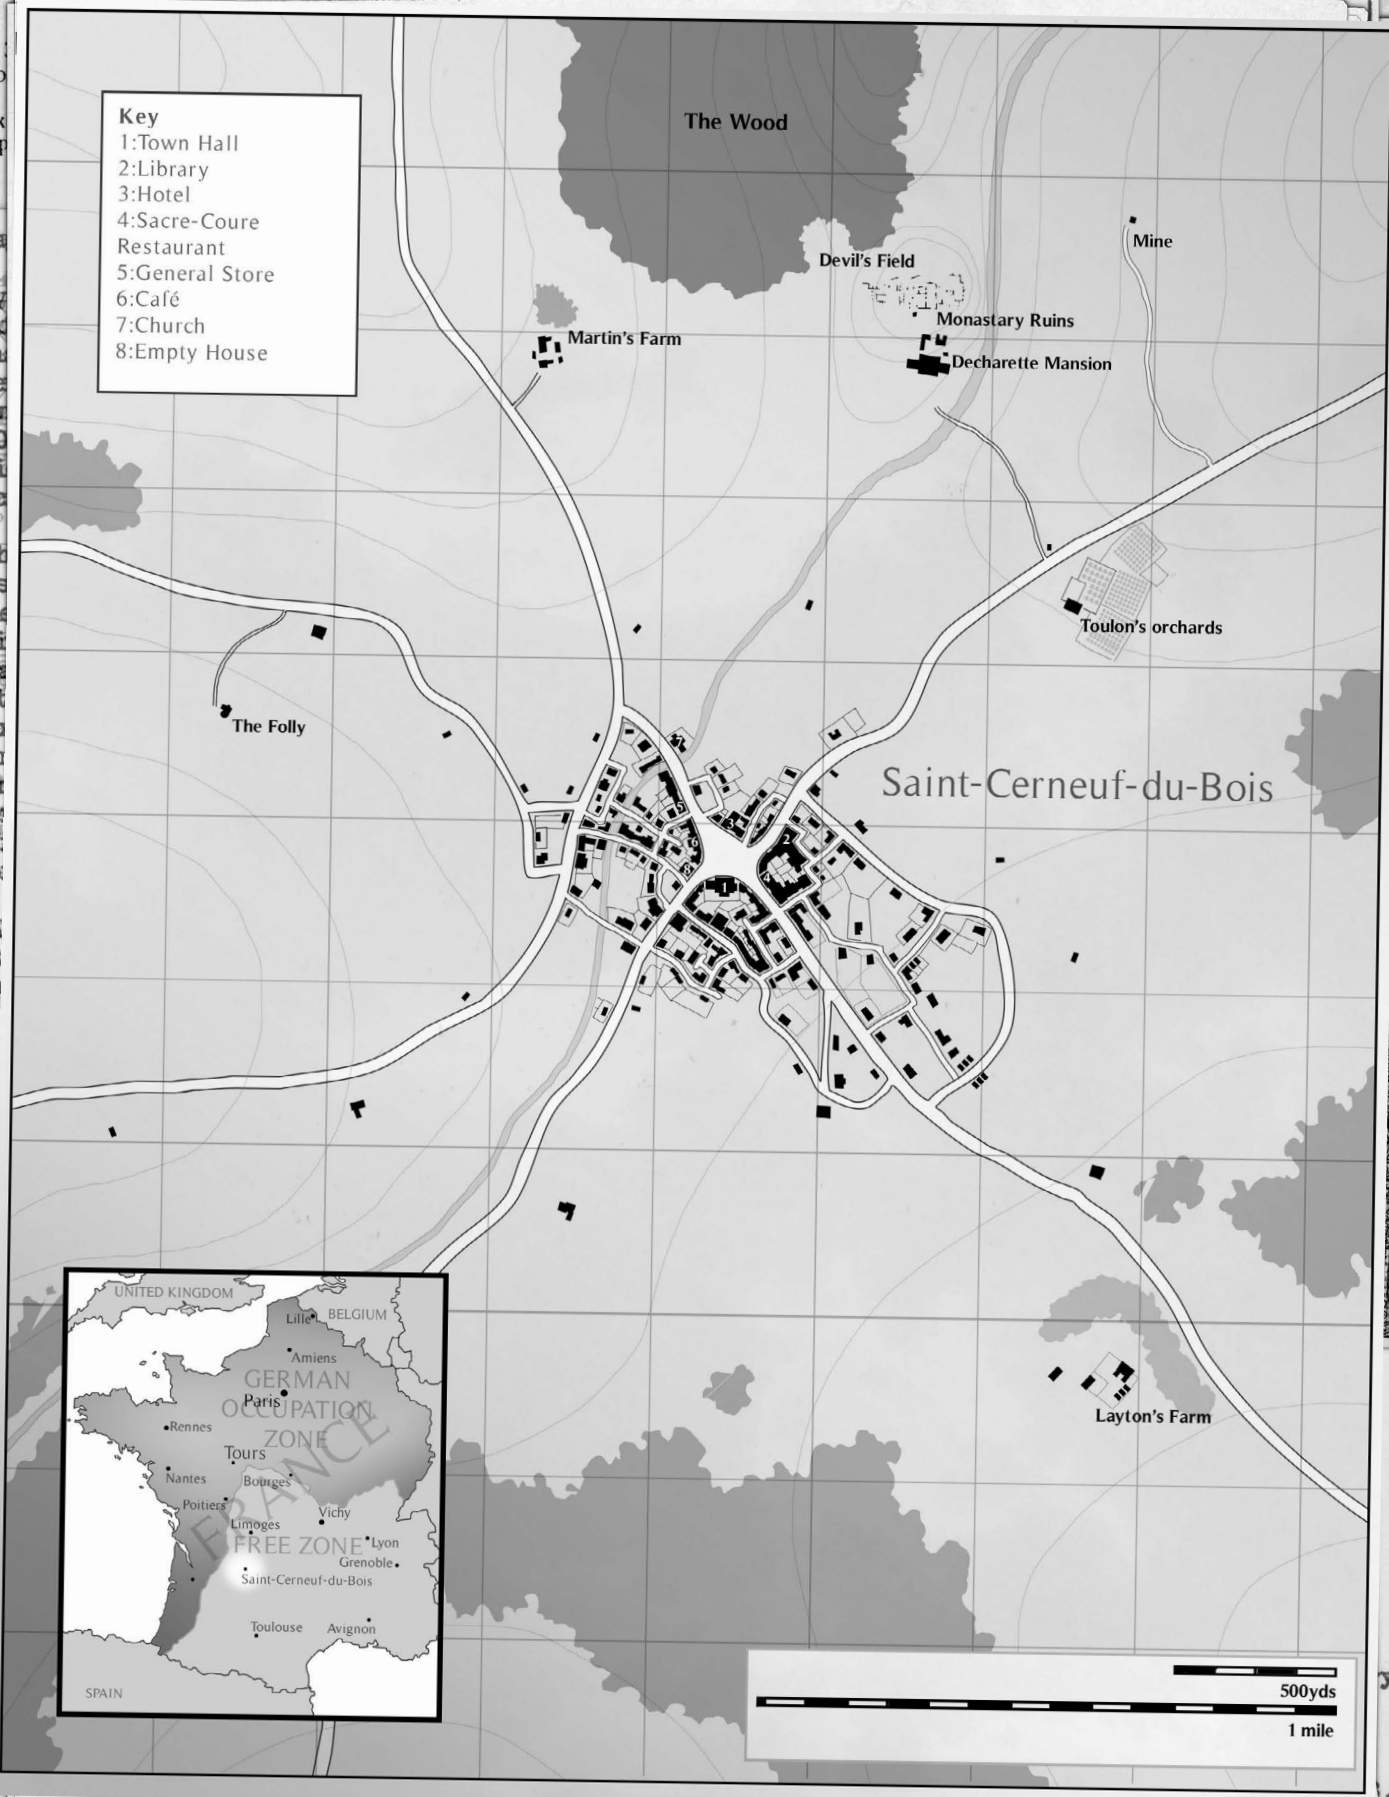 Key
1:Town Hall
2:Library
3:Hotel
4:Sacre-Coure
Restaurant
5:General Store
6:Café
7:Church
8:Empty House
The Wood
Mine
Devil's Field
Monastary Ruins
Martin's Farm
Decharette Mansion
Toulon's orchards
The Folly
Saint-Cerneuf-du-Bois
7
5
3
2
6
8
4
1
Layton's Farm
UNITED KINGDOM
Lille
BELGIUM
Amiens
GERMAN
Paris
OCCUPATION
ZONE
FRANCE
Rennes
Tours
Nantes
Bourges
Poitiers
Vichy
Limoges
FREE ZONE
Lyon
Grenoble
Saint-Cerneuf-du-Bois
Toulouse
Avignon
SPAIN
500yds
1 mile